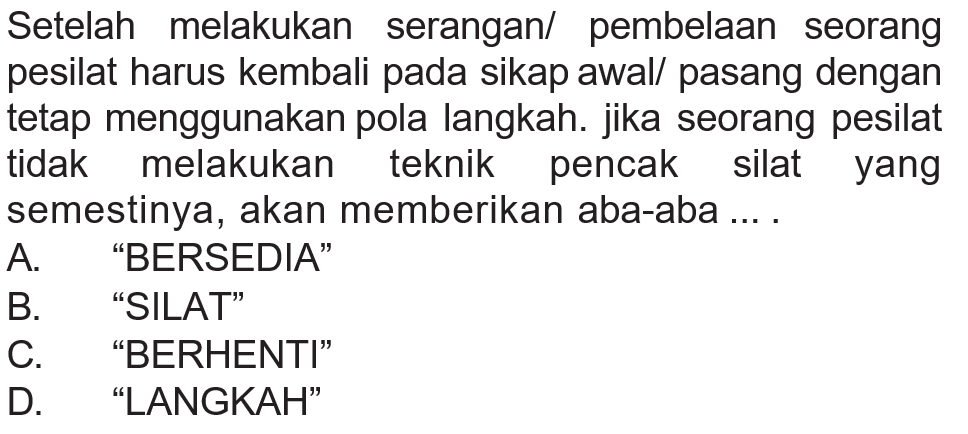 Setelah melakukan serangan/ pembelaan seorang
pesilat harus kembali pada sikap awal/ pasang dengan
tetap menggunakan pola langkah. jika seorang pesilat
tidak melakukan teknik pencak silat yang
semestinya, akan memberikan aba-aba ... .
A. “BERSEDIA”
B. “SILAT”
C. “BERHENTI”
D. “LANGKAH”